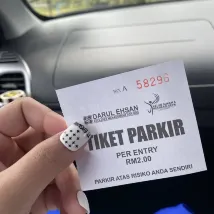 NO. A 58296
DARUL EHSAN
TIKET PARKIR
PER ENTRY
RM2.00
PARKIR ATAS RISIKO ANDA SENDIRI